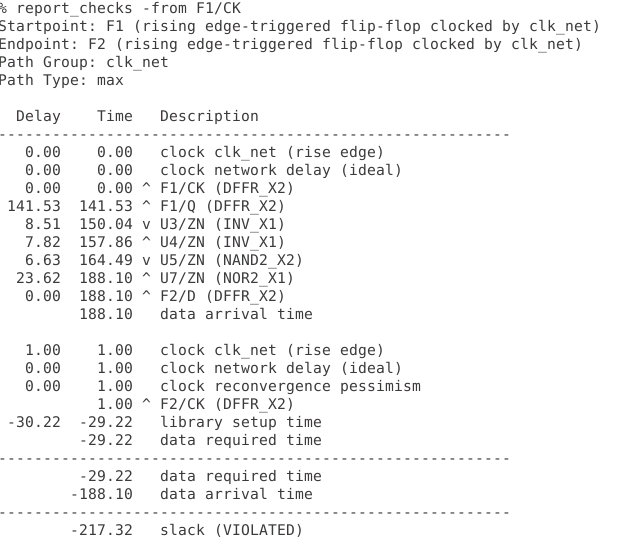 % report_checks -from F1/CK
Startpoint: F1 (rising edge-triggered flip-flop clocked by clk_net)
Endpoint: F2 (rising edge-triggered flip-flop clocked by clk_net)
Path Group: clk_net
Path Type: max

  Delay    Time   Description
---------------------------------------------------------
   0.00    0.00   clock clk_net (rise edge)
   0.00    0.00   clock network delay (ideal)
   0.00    0.00 ^ F1/CK (DFFR_X2)
 141.53  141.53 ^ F1/Q (DFFR_X2)
   8.51  150.04 v U3/ZN (INV_X1)
   7.82  157.86 ^ U4/ZN (INV_X1)
   6.63  164.49 v U5/ZN (NAND2_X2)
  23.62  188.10 ^ U7/ZN (NOR2_X1)
   0.00  188.10 ^ F2/D (DFFR_X2)
         188.10   data arrival time

   1.00    1.00   clock clk_net (rise edge)
   0.00    1.00   clock network delay (ideal)
   0.00    1.00   clock reconvergence pessimism
           1.00 ^ F2/CK (DFFR_X2)
 -30.22  -29.22   library setup time
         -29.22   data required time
---------------------------------------------------------
         -29.22   data required time
        -188.10   data arrival time
---------------------------------------------------------
        -217.32   slack (VIOLATED)